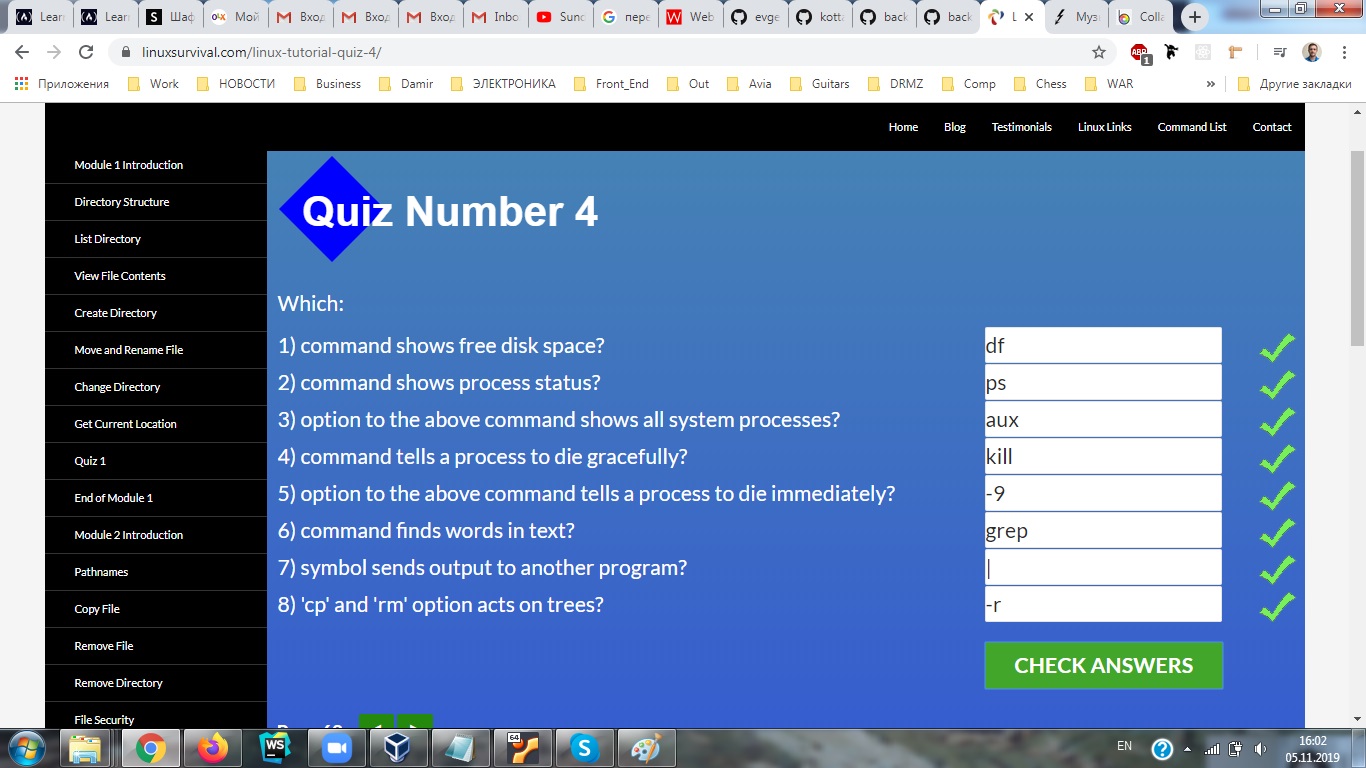 Learn Learn S Шаф Мой Вход Вход Вход Inbo Sunc пере Web evge kotta back back L Муз Colla
linuxsurvival.com/linux-tutorial-quiz-4/
ABP 1
Приложения Work НОВОСТИ Business Damir ЭЛЕКТРОНИКА Front_End Out Avia Guitars DRMZ Comp Chess WAR » Другие закладки
Home Blog Testimonials Linux Links Command List Contact
Module 1 Introduction
Directory Structure
List Directory
View File Contents
Create Directory
Move and Rename File
Change Directory
Get Current Location
Quiz 1
End of Module 1
Module 2 Introduction
Pathnames
Copy File
Remove File
Remove Directory
File Security
Quiz Number 4
Which:
1) command shows free disk space? df
2) command shows process status? ps
3) option to the above command shows all system processes? aux
4) command tells a process to die gracefully? kill
5) option to the above command tells a process to die immediately? -9
6) command finds words in text? grep
7) symbol sends output to another program? |
8) 'cp' and 'rm' option acts on trees? -r
CHECK ANSWERS
WS 64 S EN 16:02
05.11.2019